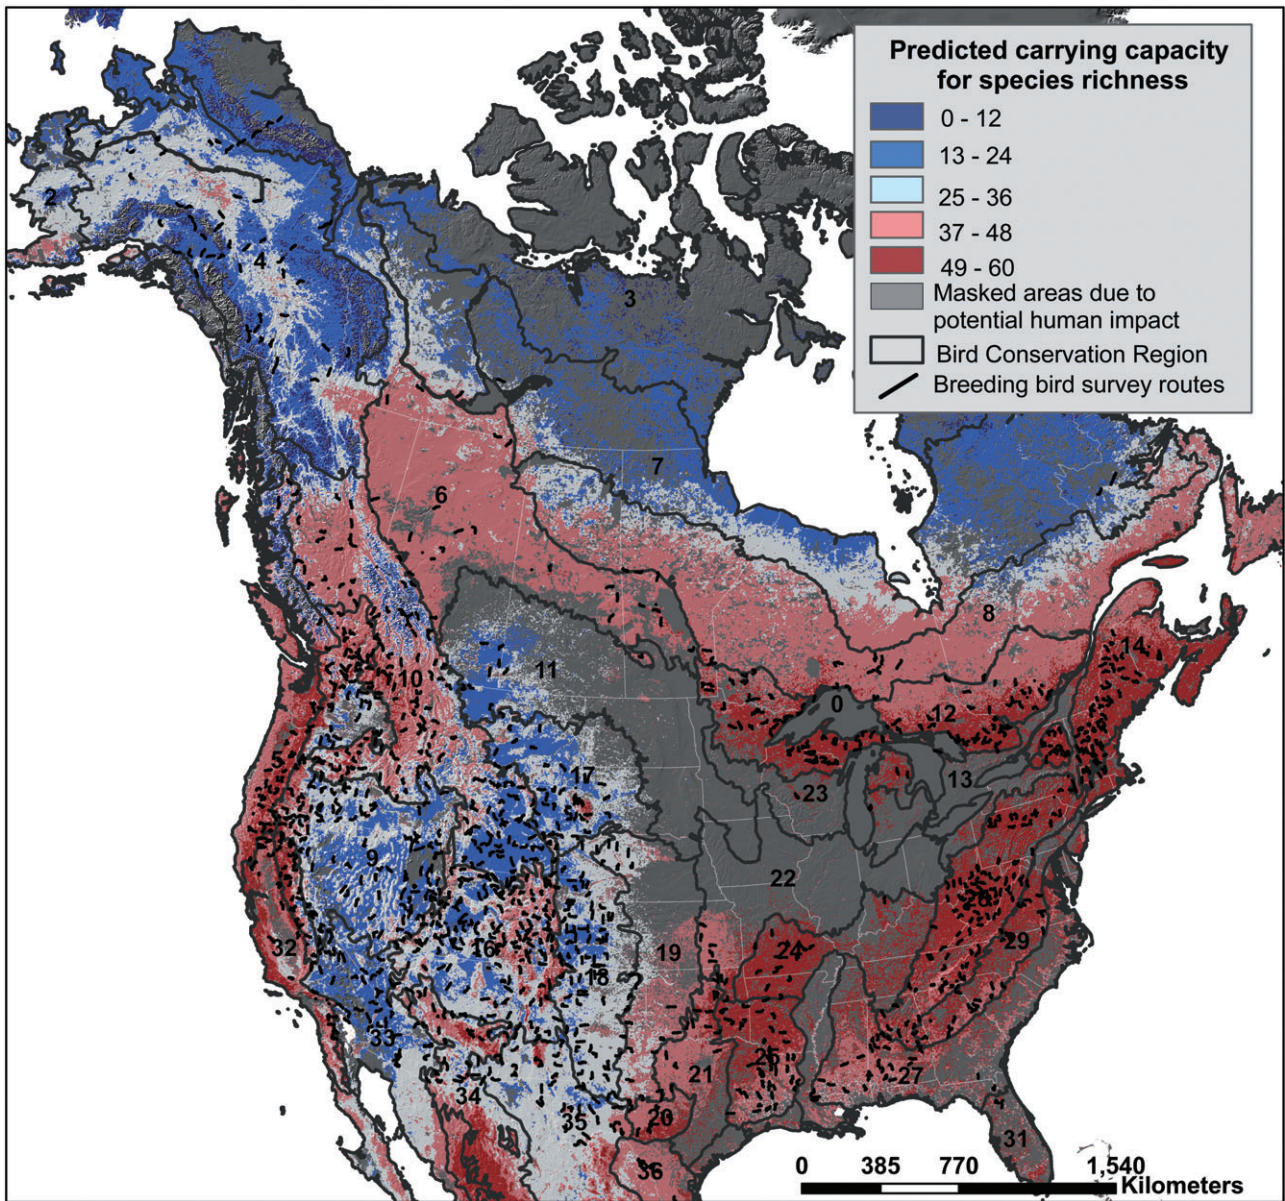 Predicted carrying capacity
for species richness
0 - 12
13 - 24
25 - 36
37 - 48
49 - 60
Masked areas due to
potential human impact
Bird Conservation Region
Breeding bird survey routes
2
4
3
7
6
8
11
10
14
0
12
5
17
13
23
9
22
28
32
16
18
19
24
29
33
34
21
25
27
35
20
36
31
0 385 770 1,540
Kilometers